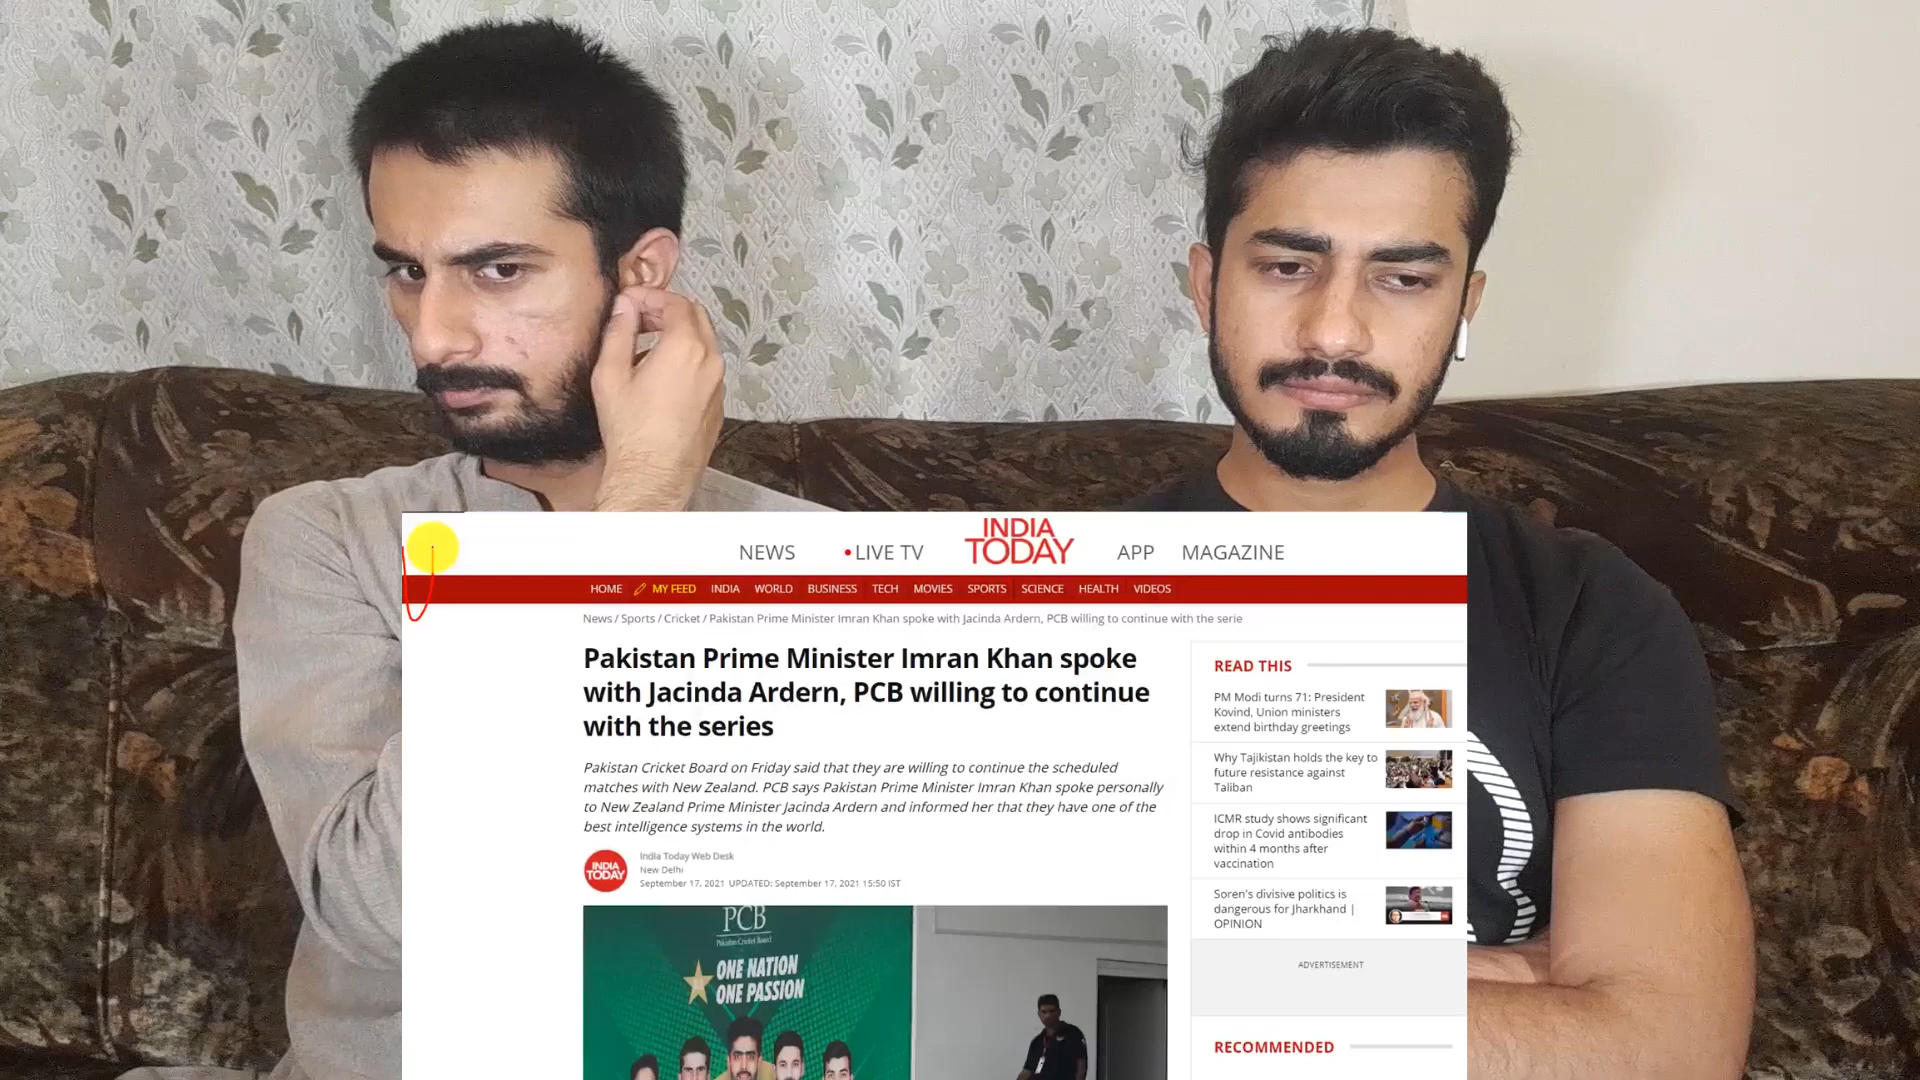 INDIA
TODAY
NEWS
LIVE TV
APP
MAGAZINE
HOME
MY FEED
INDIA
WORLD
BUSINESS
TECH
MOVIES
SPORTS
SCIENCE
HEALTH
VIDEOS
News / Sports / Cricket / Pakistan Prime Minister Imran Khan spoke with Jacinda Ardern, PCB willing to continue with the serie
Pakistan Prime Minister Imran Khan spoke
with Jacinda Ardern, PCB willing to continue
with the series
Pakistan Cricket Board on Friday said that they are willing to continue the scheduled
matches with New Zealand. PCB says Pakistan Prime Minister Imran Khan spoke personally
to New Zealand Prime Minister Jacinda Ardern and informed her that they have one of the
best intelligence systems in the world.
INDIA
TODAY
India Today Web Desk
New Delhi
September 17, 2021 UPDATED: September 17, 2021 15:50 IST
PCB
Pakistan Cricket Board
ONE NATION
ONE PASSION
READ THIS
PM Modi turns 71: President
Kovind, Union ministers
extend birthday greetings
Why Tajikistan holds the key to
future resistance against
Taliban
ICMR study shows significant
drop in Covid antibodies
within 4 months after
vaccination
Soren's divisive politics is
dangerous for Jharkhand |
OPINION
ADVERTISEMENT
RECOMMENDED